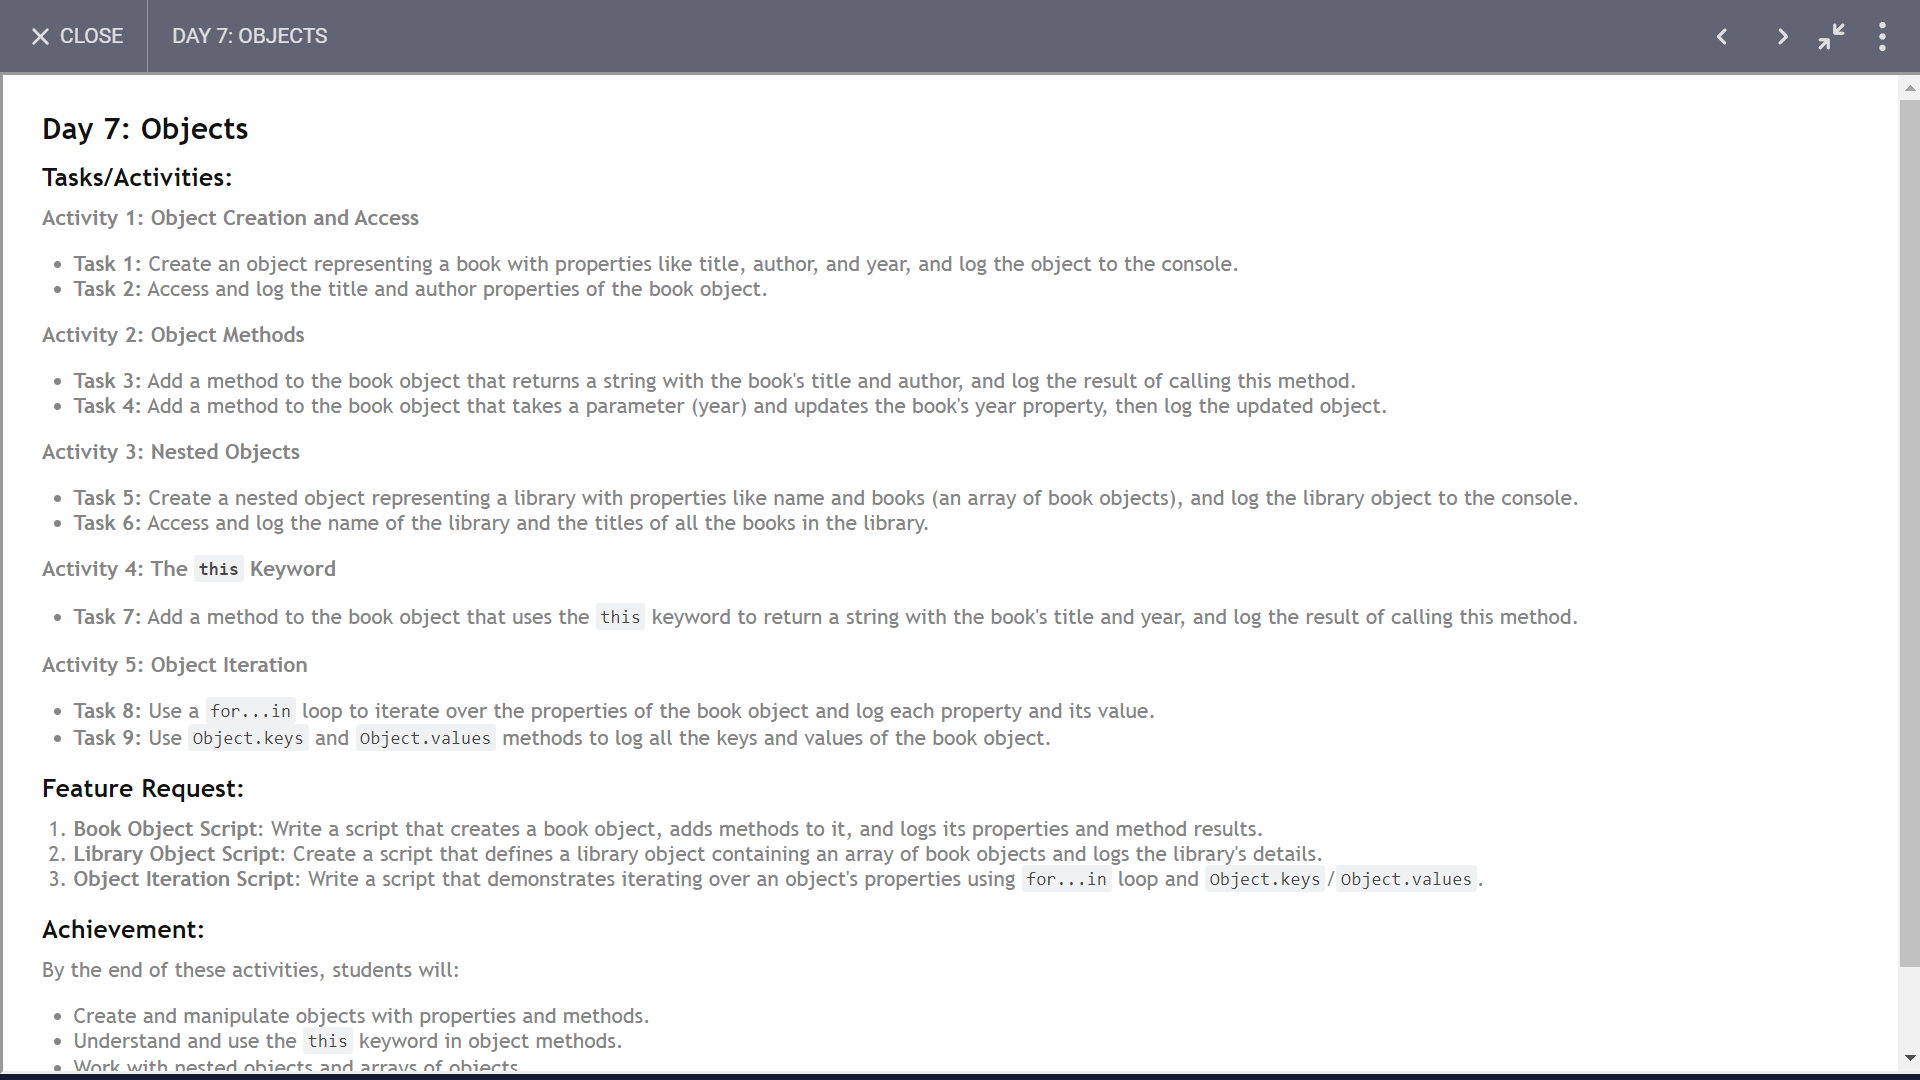 CLOSE
DAY 7: OBJECTS
Day 7: Objects
Tasks/Activities:
Activity 1: Object Creation and Access
• Task 1: Create an object representing a book with properties like title, author, and year, and log the object to the console.
• Task 2: Access and log the title and author properties of the book object.
Activity 2: Object Methods
• Task 3: Add a method to the book object that returns a string with the book's title and author, and log the result of calling this method.
• Task 4: Add a method to the book object that takes a parameter (year) and updates the book's year property, then log the updated object.
Activity 3: Nested Objects
• Task 5: Create a nested object representing a library with properties like name and books (an array of book objects), and log the library object to the console.
• Task 6: Access and log the name of the library and the titles of all the books in the library.
Activity 4: The this Keyword
• Task 7: Add a method to the book object that uses the this keyword to return a string with the book's title and year, and log the result of calling this method.
Activity 5: Object Iteration
• Task 8: Use a for...in loop to iterate over the properties of the book object and log each property and its value.
• Task 9: Use Object.keys and Object.values methods to log all the keys and values of the book object.
Feature Request:
1. Book Object Script: Write a script that creates a book object, adds methods to it, and logs its properties and method results.
2. Library Object Script: Create a script that defines a library object containing an array of book objects and logs the library's details.
3. Object Iteration Script: Write a script that demonstrates iterating over an object's properties using for...in loop and Object.keys/Object.values.
Achievement:
By the end of these activities, students will:
• Create and manipulate objects with properties and methods.
• Understand and use the this keyword in object methods.
• Work with nested objects and arrays of objects